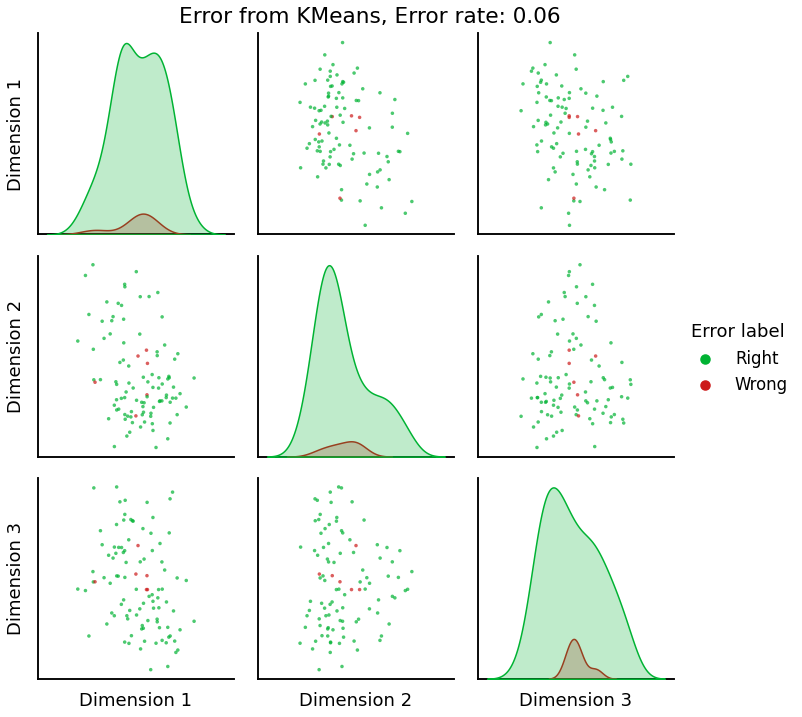 Error from KMeans, Error rate: 0.06
Dimension 1
Dimension 2
Error label
Right
Wrong
Dimension 3
Dimension 1
Dimension 2
Dimension 3